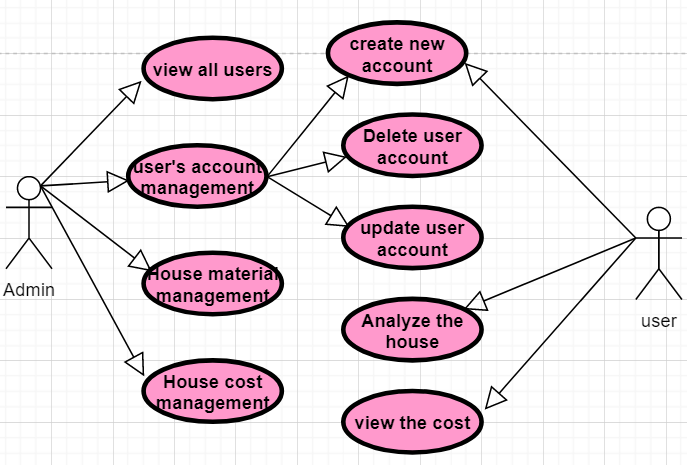 view all users
create new
account
user's account
management
Delete user
account
update user
account
House material
management
Admin
Analyze the
house
user
House cost
management
view the cost